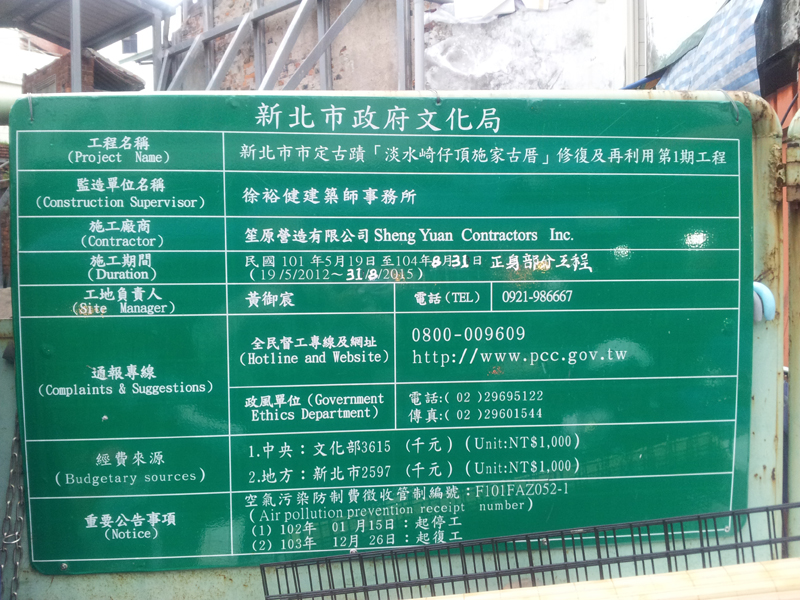 新北市政府文化局
工程名稱
(Project Name)
新北市市定古蹟「淡水崎仔頂施家古厝」修復及再利用第1期工程
監造單位名稱
(Construction Supervisor)
徐裕健建築師事務所
施工廠商
(Contractor)
笙原營造有限公司 Sheng Yuan Contractors Inc.
施工期間
(Duration)
民國 101 年5月19日 至104年8月31日 正身部分工程
(19/5/2012~31/8/2015)
工地負責人
(Site Manager)
黃御宸
電話(TEL)
0921-986667
通報專線
(Complaints & Suggestions)
全民督工專線及網址
(Hotline and Website)
0800-009609
http://www.pcc.gov.tw
政風單位(Government
Ethics Department)
電話:( 02 )29695122
傳真:( 02 )29601544
經費來源
(Budgetary sources)
1.中央：文化部3615 (千元) (Unit:NT$1,000)
2.地方：新北市2597 (千元) (Unit:NT$1,000)
重要公告事項
(Notice)
空氣污染防制費徵收管制編號：F101FAZ052-1
(Air pollution prevention receipt number)
(1) 102年 01 月15日：起停工
(2) 103年 12 月 26日：起復工